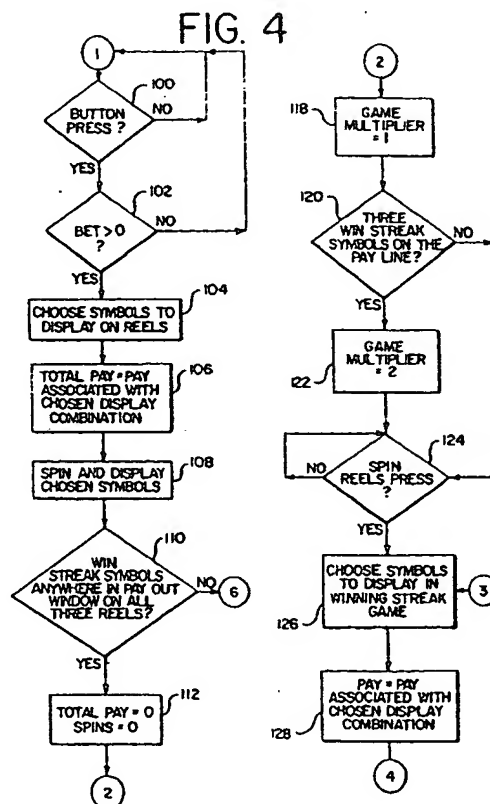 FIG. 4
1
100
BUTTON
PRESS ?
NO
YES
102
BET > 0
?
NO
YES
104
CHOOSE SYMBOLS TO
DISPLAY ON REELS
106
TOTAL PAY = PAY
ASSOCIATED WITH
CHOSEN DISPLAY
COMBINATION
108
SPIN AND DISPLAY
CHOSEN SYMBOLS
110
WIN
STREAK SYMBOLS
ANYWHERE IN PAY OUT
WINDOW ON ALL
THREE REELS?
NO
6
YES
112
TOTAL PAY = 0
SPINS = 0
2
2
118
GAME
MULTIPLIER
= 1
120
THREE
WIN STREAK
SYMBOLS ON THE
PAY LINE?
NO
YES
GAME
MULTIPLIER
= 2
122
124
SPIN
REELS PRESS
?
NO
YES
CHOOSE SYMBOLS
TO DISPLAY IN
WINNING STREAK
GAME
3
126
PAY = PAY
ASSOCIATED WITH
CHOSEN DISPLAY
COMBINATION
128
4